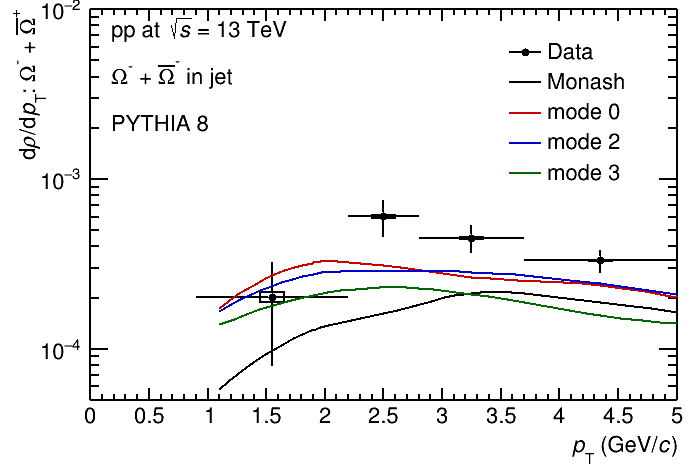 dρ/dp_T: Ω⁻ + Ω̅⁺
10⁻²
10⁻³
10⁻⁴
pp at √s = 13 TeV
Ω⁻ + Ω̅⁻ in jet
PYTHIA 8
Data
Monash
mode 0
mode 2
mode 3
0 0.5 1 1.5 2 2.5 3 3.5 4 4.5 5
p_T (GeV/c)